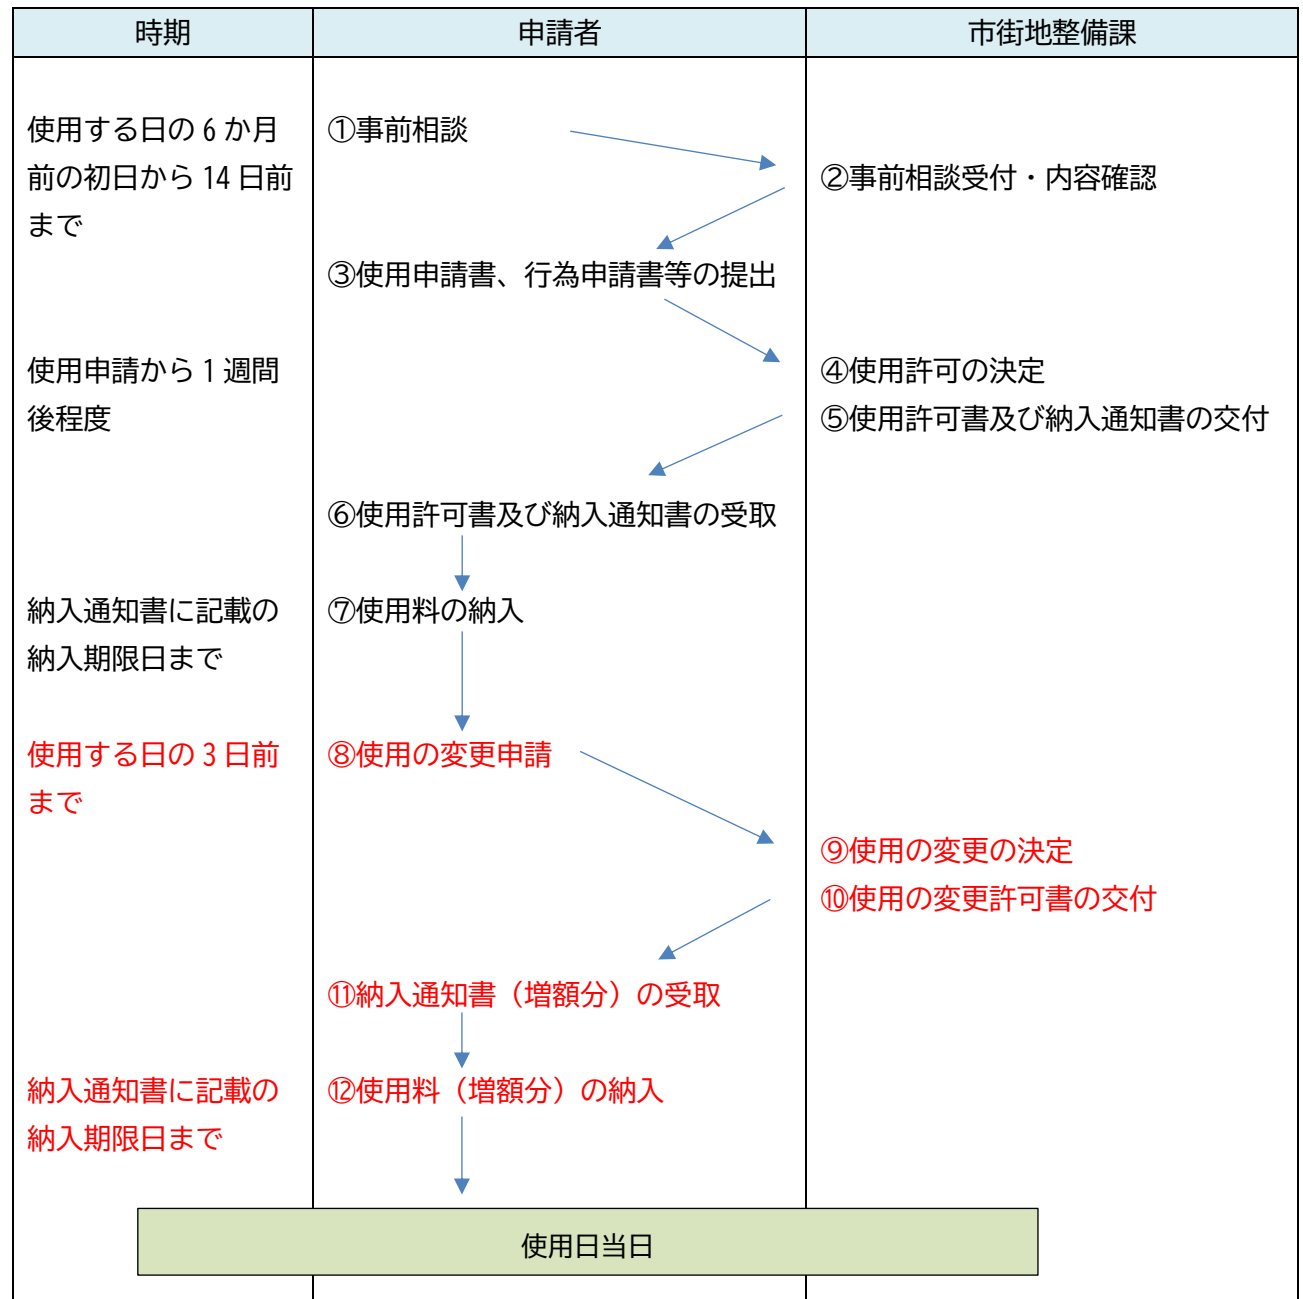 時期
申請者
市街地整備課
使用する日の6か月
前の初日から14日前
まで
①事前相談
②事前相談受付・内容確認
③使用申請書、行為申請書等の提出
使用申請から1週間
後程度
④使用許可の決定
⑤使用許可書及び納入通知書の交付
⑥使用許可書及び納入通知書の受取
納入通知書に記載の
納入期限日まで
⑦使用料の納入
使用する日の3日前
まで
⑧使用の変更申請
⑨使用の変更の決定
⑩使用の変更許可書の交付
⑪納入通知書（増額分）の受取
納入通知書に記載の
納入期限日まで
⑫使用料（増額分）の納入
使用日当日